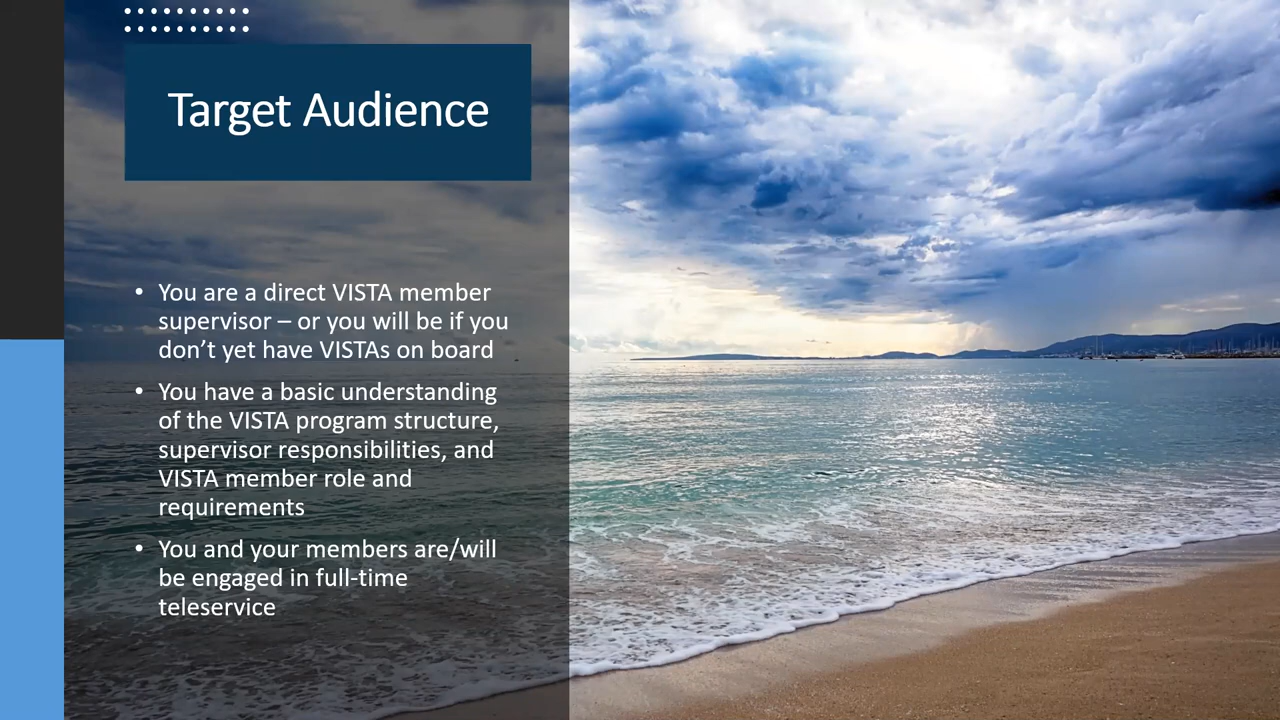 Target Audience
• You are a direct VISTA member
supervisor – or you will be if you
don’t yet have VISTAs on board
• You have a basic understanding
of the VISTA program structure,
supervisor responsibilities, and
VISTA member role and
requirements
• You and your members are/will
be engaged in full-time
teleservice